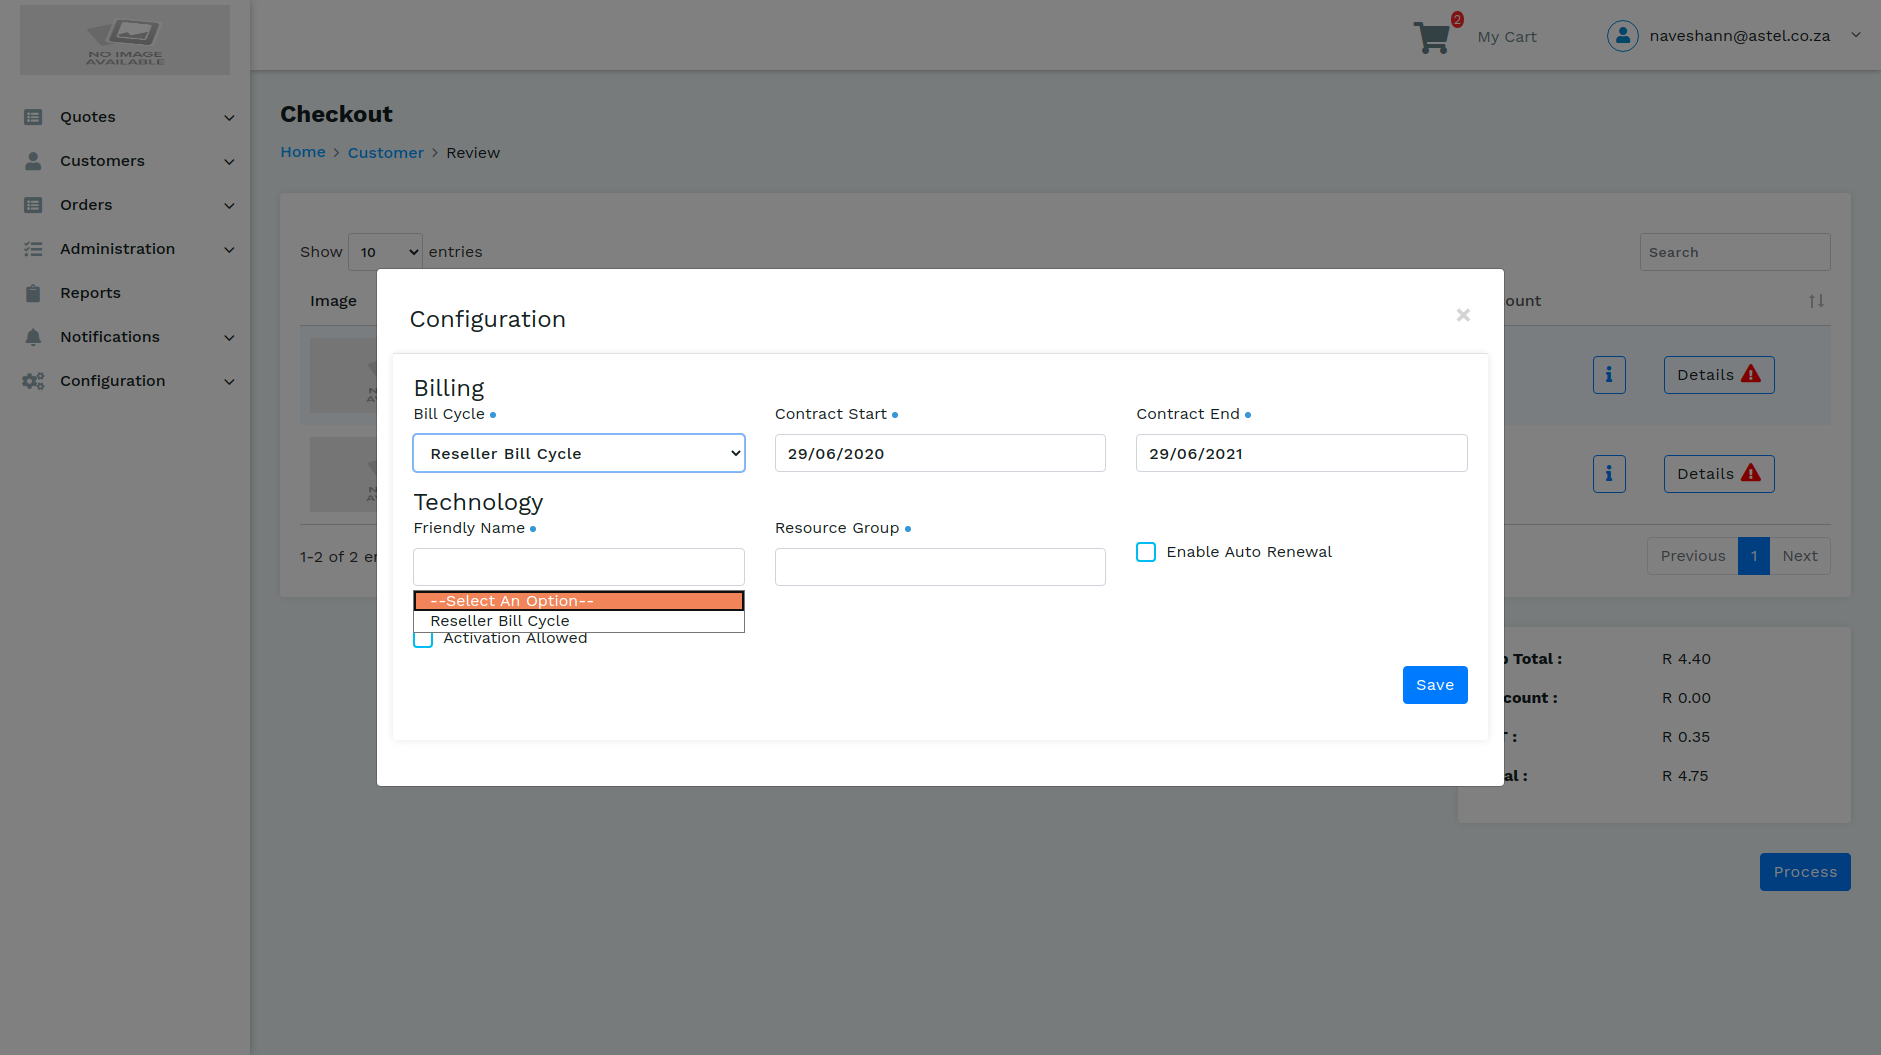 NO IMAGE
AVAILABLE
2
My Cart
naveshann@astel.co.za
Quotes
Customers
Orders
Administration
Reports
Notifications
Configuration
Checkout
Home > Customer > Review
Show 10 entries
Search
Image
Configuration
×
Billing
Bill Cycle
Contract Start
Contract End
Reseller Bill Cycle
29/06/2020
29/06/2021
Technology
Friendly Name
Resource Group
Enable Auto Renewal
--Select An Option--
Reseller Bill Cycle
Activation Allowed
Save
Details
Details
1-2 of 2
Previous 1 Next
Total :
R 4.40
R 0.00
R 0.35
R 4.75
Process